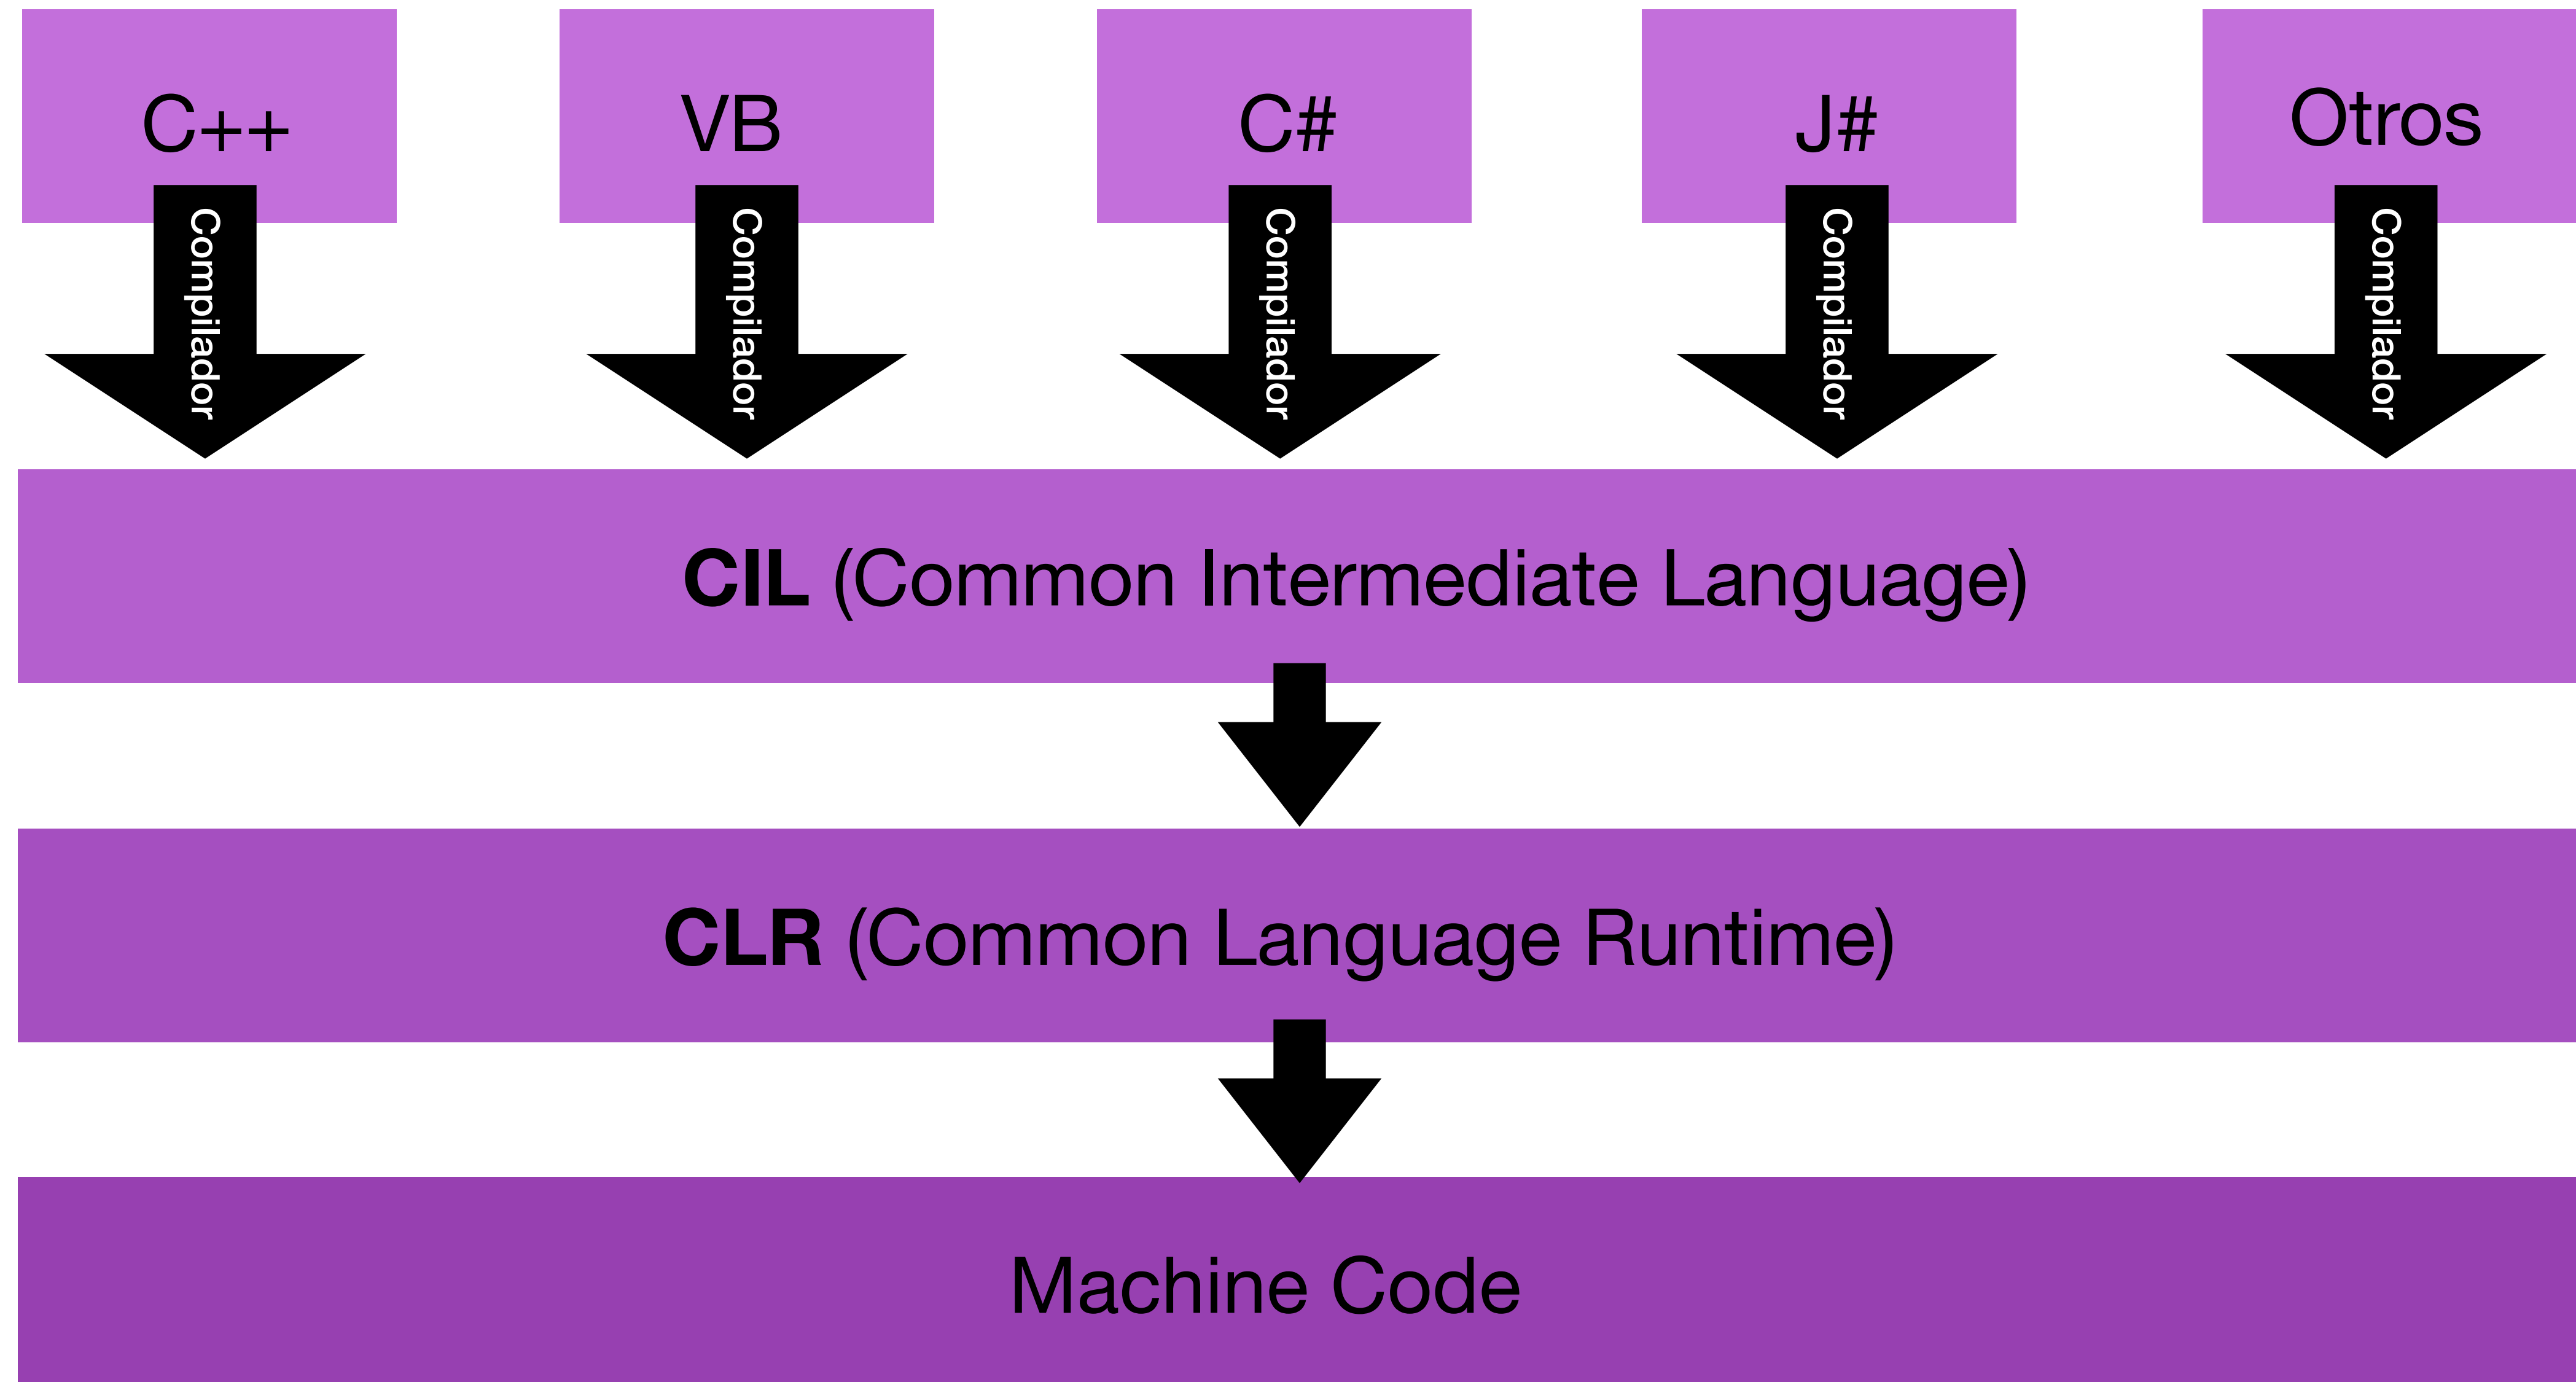 C++
VB
C#
J#
Otros
Compilador
Compilador
Compilador
Compilador
Compilador
CIL (Common Intermediate Language)
CLR (Common Language Runtime)
Machine Code